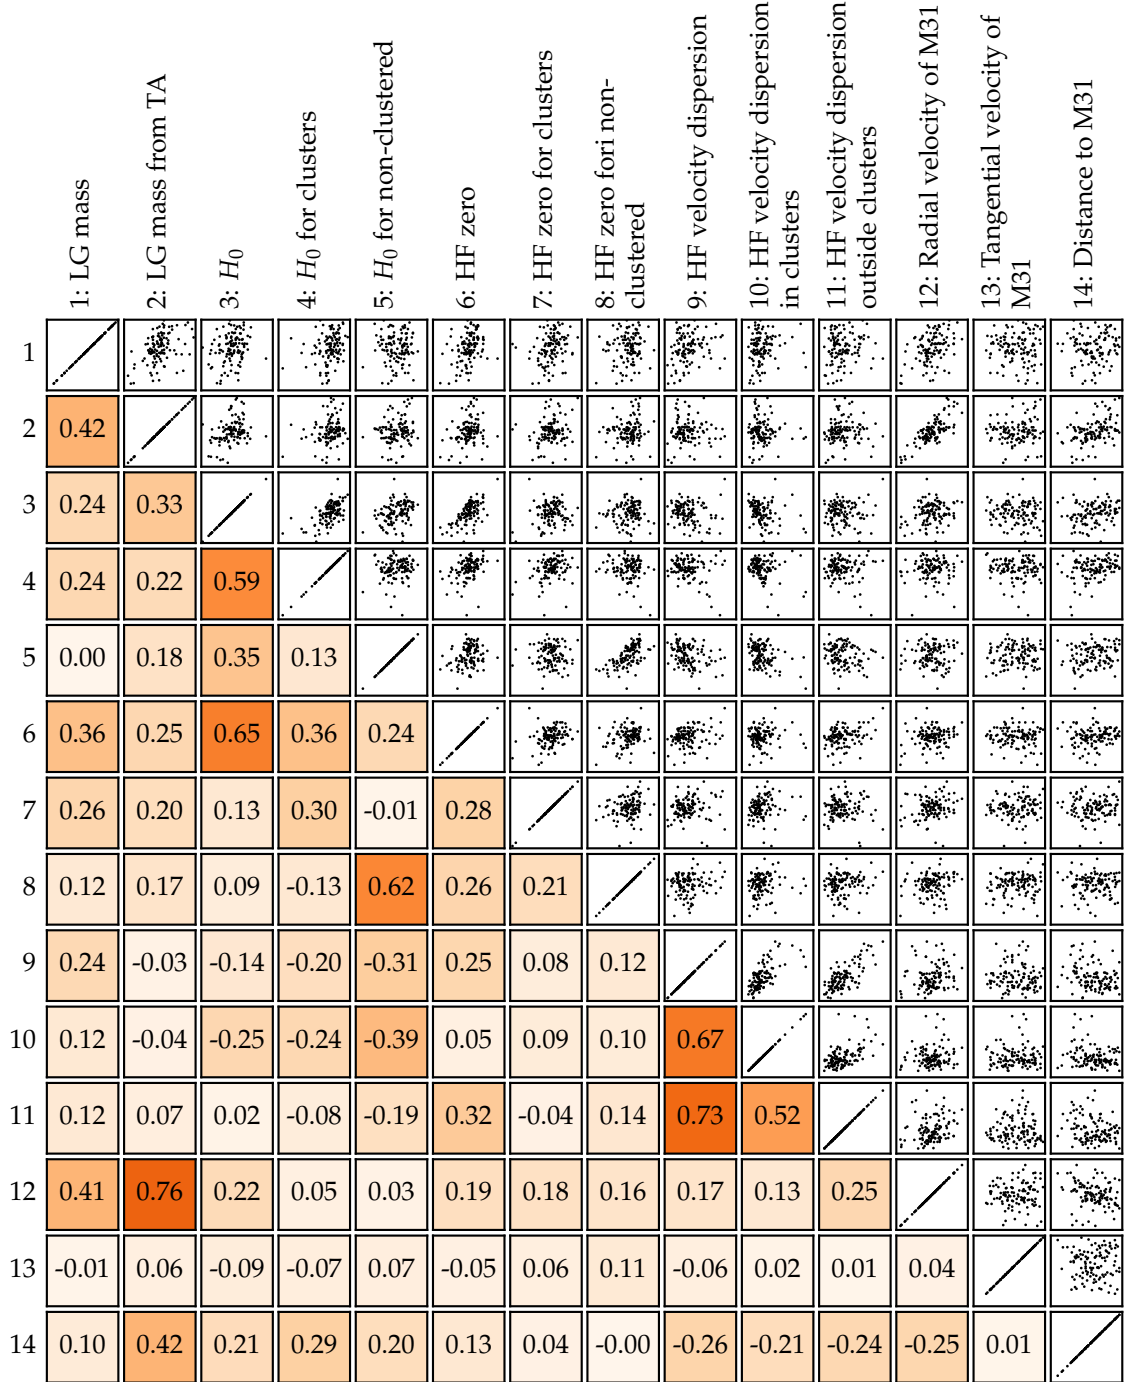 1: LG mass
2: LG mass from TA
3: H0
4: H0 for clusters
5: H0 for non-clustered
6: HF zero
7: HF zero for clusters
8: HF zero fori non-
clustered
9: HF velocity dispersion
10: HF velocity dispersion
in clusters
11: HF velocity dispersion
outside clusters
12: Radial velocity of M31
13: Tangential velocity of
M31
14: Distance to M31
1
2 0.42
3 0.24 0.33
4 0.24 0.22 0.59
5 0.00 0.18 0.35 0.13
6 0.36 0.25 0.65 0.36 0.24
7 0.26 0.20 0.13 0.30 -0.01 0.28
8 0.12 0.17 0.09 -0.13 0.62 0.26 0.21
9 0.24 -0.03 -0.14 -0.20 -0.31 0.25 0.08 0.12
10 0.12 -0.04 -0.25 -0.24 -0.39 0.05 0.09 0.10 0.67
11 0.12 0.07 0.02 -0.08 -0.19 0.32 -0.04 0.14 0.73 0.52
12 0.41 0.76 0.22 0.05 0.03 0.19 0.18 0.16 0.17 0.13 0.25
13 -0.01 0.06 -0.09 -0.07 0.07 -0.05 0.06 0.11 -0.06 0.02 0.01 0.04
14 0.10 0.42 0.21 0.29 0.20 0.13 0.04 -0.00 -0.26 -0.21 -0.24 -0.25 0.01